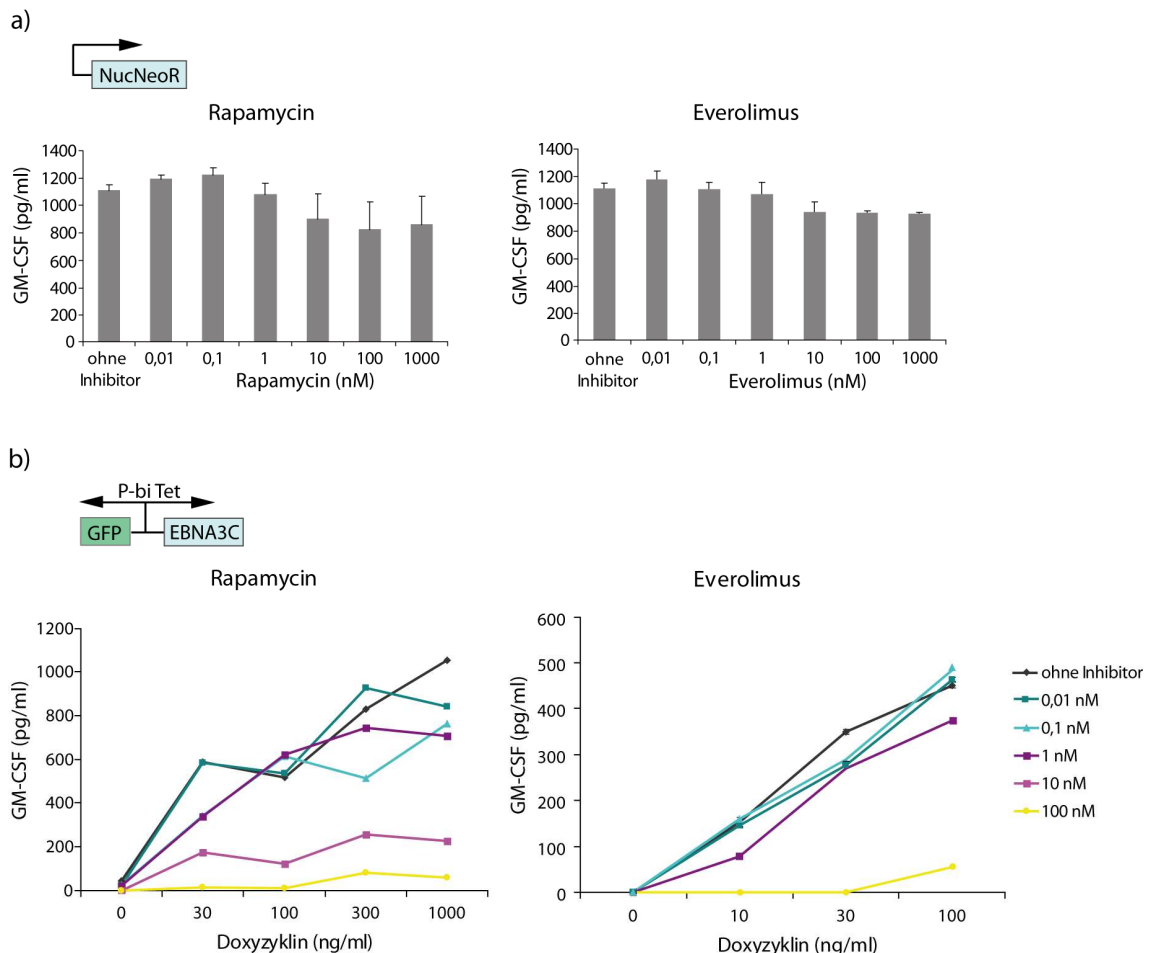 a)
NucNeoR
Rapamycin
GM-CSF (pg/ml)
1400
1200
1000
800
600
400
200
0
ohne Inhibitor
0,01
0,1
1
10
100
1000
Rapamycin (nM)
Everolimus
GM-CSF (pg/ml)
1400
1200
1000
800
600
400
200
0
ohne Inhibitor
0,01
0,1
1
10
100
1000
Everolimus (nM)
b)
P-bi Tet
GFP
EBNA3C
Rapamycin
GM-CSF (pg/ml)
1200
1000
800
600
400
200
0
0
30
100
300
1000
Doxyzyklin (ng/ml)
Everolimus
GM-CSF (pg/ml)
600
500
400
300
200
100
0
0
10
30
100
Doxyzyklin (ng/ml)
ohne Inhibitor
0,01 nM
0,1 nM
1 nM
10 nM
100 nM